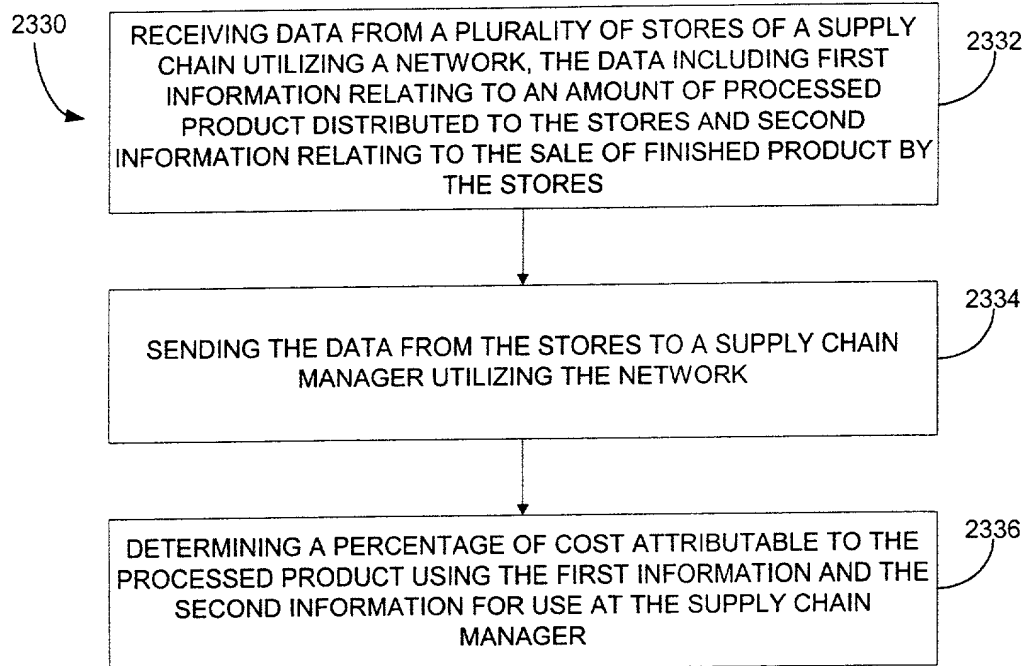 2330
RECEIVING DATA FROM A PLURALITY OF STORES OF A SUPPLY
2332
CHAIN UTILIZING A NETWORK, THE DATA INCLUDING FIRST
INFORMATION RELATING TO AN AMOUNT OF PROCESSED
PRODUCT DISTRIBUTED TO THE STORES AND SECOND
INFORMATION RELATING TO THE SALE OF FINISHED PRODUCT BY
THE STORES
2334
SENDING THE DATA FROM THE STORES TO A SUPPLY CHAIN
MANAGER UTILIZING THE NETWORK
2336
DETERMINING A PERCENTAGE OF COST ATTRIBUTABLE TO THE
PROCESSED PRODUCT USING THE FIRST INFORMATION AND THE
SECOND INFORMATION FOR USE AT THE SUPPLY CHAIN
MANAGER